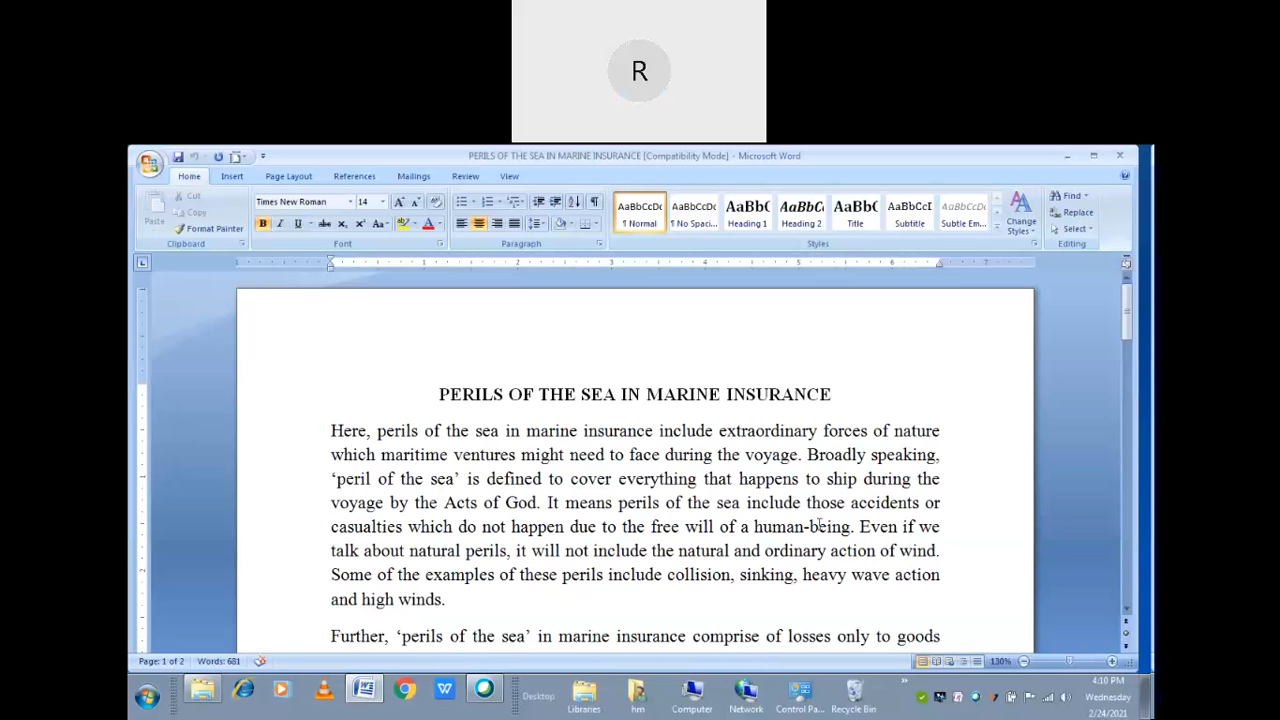 R
PERILS OF THE SEA IN MARINE INSURANCE [Compatibility Mode] - Microsoft Word
Home Insert Page Layout References Mailings Review View
Paste
Cut
Copy
Format Painter
Clipboard
Times New Roman 14
Font
Paragraph
AaBbCcDc AaBbCcDc AaBbC AaBbC AaBb AaBbCcI AaBbCcDc
¶ Normal ¶ No Spaci... Heading 1 Heading 2 Title Subtitle Subtle Em...
Styles
Change Styles
Find
Replace
Select
Editing
PERILS OF THE SEA IN MARINE INSURANCE
Here, perils of the sea in marine insurance include extraordinary forces of nature
which maritime ventures might need to face during the voyage. Broadly speaking,
‘peril of the sea’ is defined to cover everything that happens to ship during the
voyage by the Acts of God. It means perils of the sea include those accidents or
casualties which do not happen due to the free will of a human-being. Even if we
talk about natural perils, it will not include the natural and ordinary action of wind.
Some of the examples of these perils include collision, sinking, heavy wave action
and high winds.
Further, ‘perils of the sea’ in marine insurance comprise of losses only to goods
Page: 1 of 2 Words: 681
130%
Desktop
Libraries hm Computer Network Control Pa... Recycle Bin
4:10 PM
Wednesday
2/24/2021